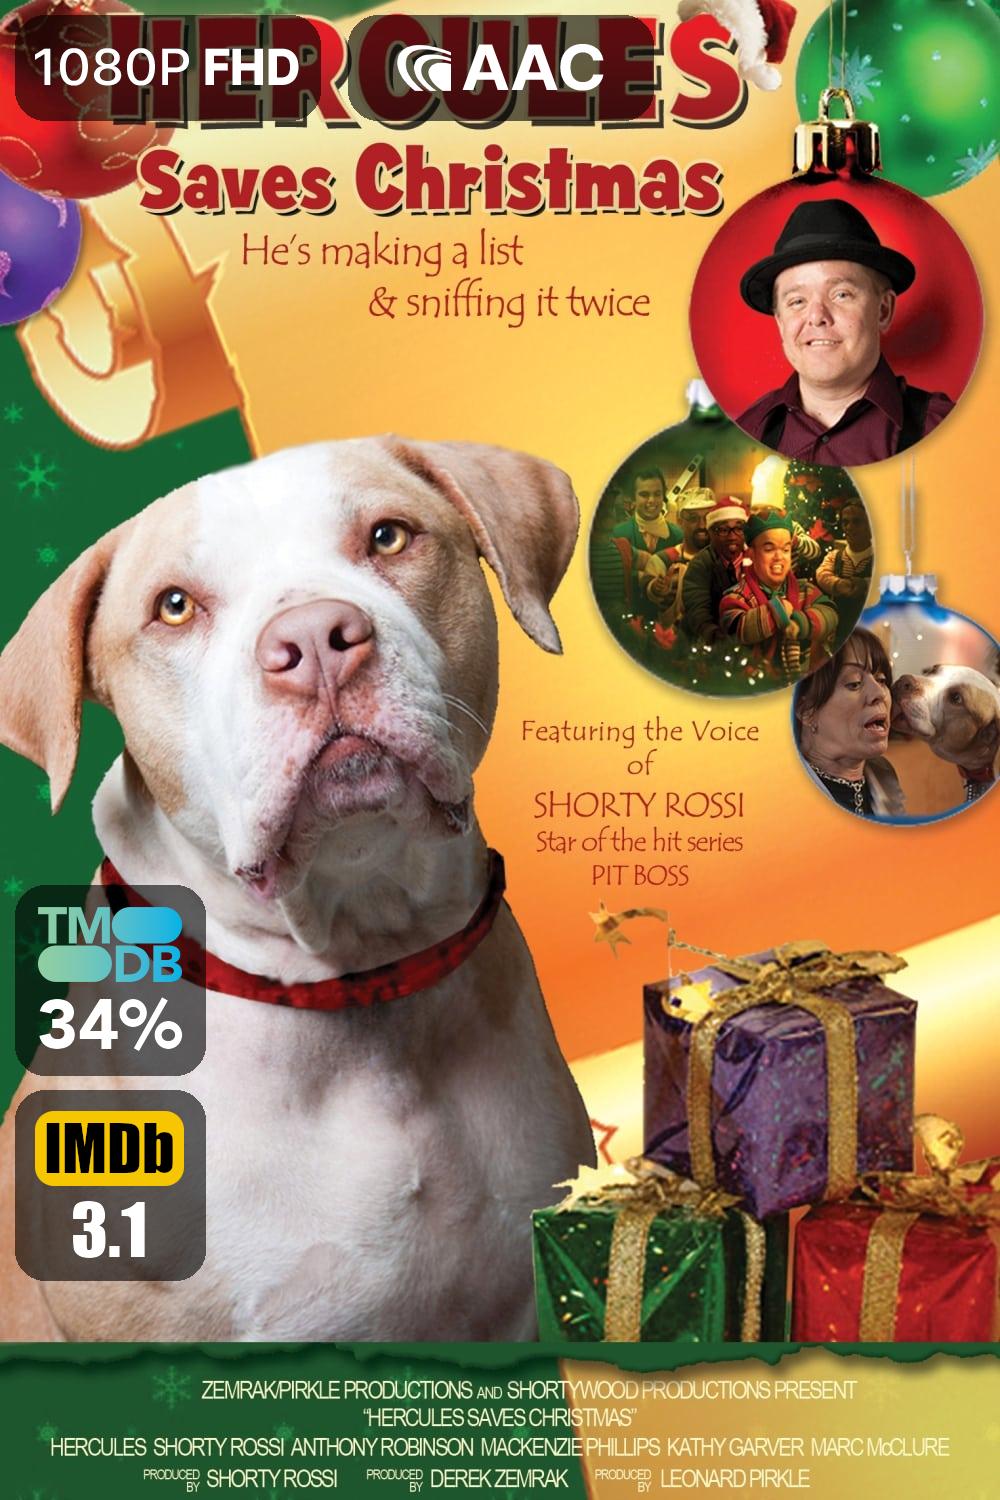 HERCULES
1080P FHD
AAC
Saves Christmas
He's making a list
& sniffing it twice
Featuring the Voice
of
SHORTY ROSSI
Star of the hit series
PIT BOSS
TMDB
34%
IMDb
3.1
ZEMRAK/PIRKLE PRODUCTIONS AND SHORTYWOOD PRODUCTIONS PRESENT
"HERCULES SAVES CHRISTMAS"
HERCULES SHORTY ROSSI ANTHONY ROBINSON MACKENZIE PHILLIPS KATHY GARVER MARC McCLURE
PRODUCED BY SHORTY ROSSI PRODUCED BY DEREK ZEMRAK PRODUCED BY LEONARD PIRKLE